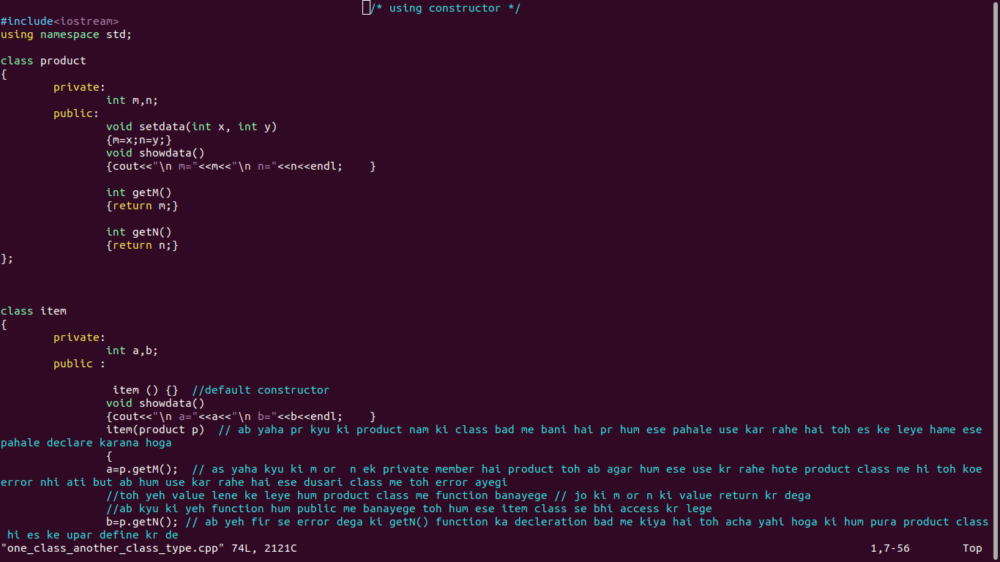 /* using constructor */
#include<iostream>
using namespace std;
class product
{
private:
int m,n;
public:
void setdata(int x, int y)
{m=x;n=y;}
void showdata()
{cout<<"\n m="<<m<<"\n n="<<n<<endl;    }
int getM()
{return m;}
int getN()
{return n;}
};
class item
{
private:
int a,b;
public :
item () {}  //default constructor
void showdata()
{cout<<"\n a="<<a<<"\n b="<<b<<endl;    }
item(product p)  // ab yaha pr kyu ki product nam ki class bad me bani hai pr hum ese pahale use kar rahe hai toh es ke leye hame ese
pahale declare karana hoga
{
a=p.getM();  // as yaha kyu ki m or  n ek private member hai product toh ab agar hum ese use kr rahe hote product class me hi toh koe
error nhi ati but ab hum use kar rahe hai ese dusari class me toh error ayegi
//toh yeh value lene ke leye hum product class me function banayege // jo ki m or n ki value return kr dega
//ab kyu ki yeh function hum public me banayege toh hum ese item class se bhi access kr lege
b=p.getN(); // ab yeh fir se error dega ki getN() function ka decleration bad me kiya hai toh acha yahi hoga ki hum pura product class
hi es ke upar define kr de
"one_class_another_class_type.cpp" 74L, 2121C 1,7-56 Top